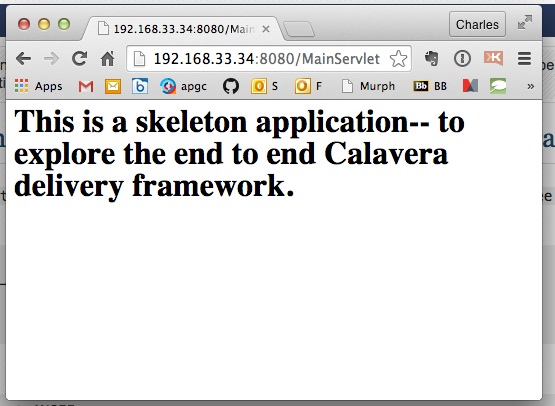 192.168.33.34:8080/Main
Charles
192.168.33.34:8080/MainServlet
Apps
apgc
S
F
Murph
Bb BB
»
This is a skeleton application-- to
explore the end to end Calavera
delivery framework.